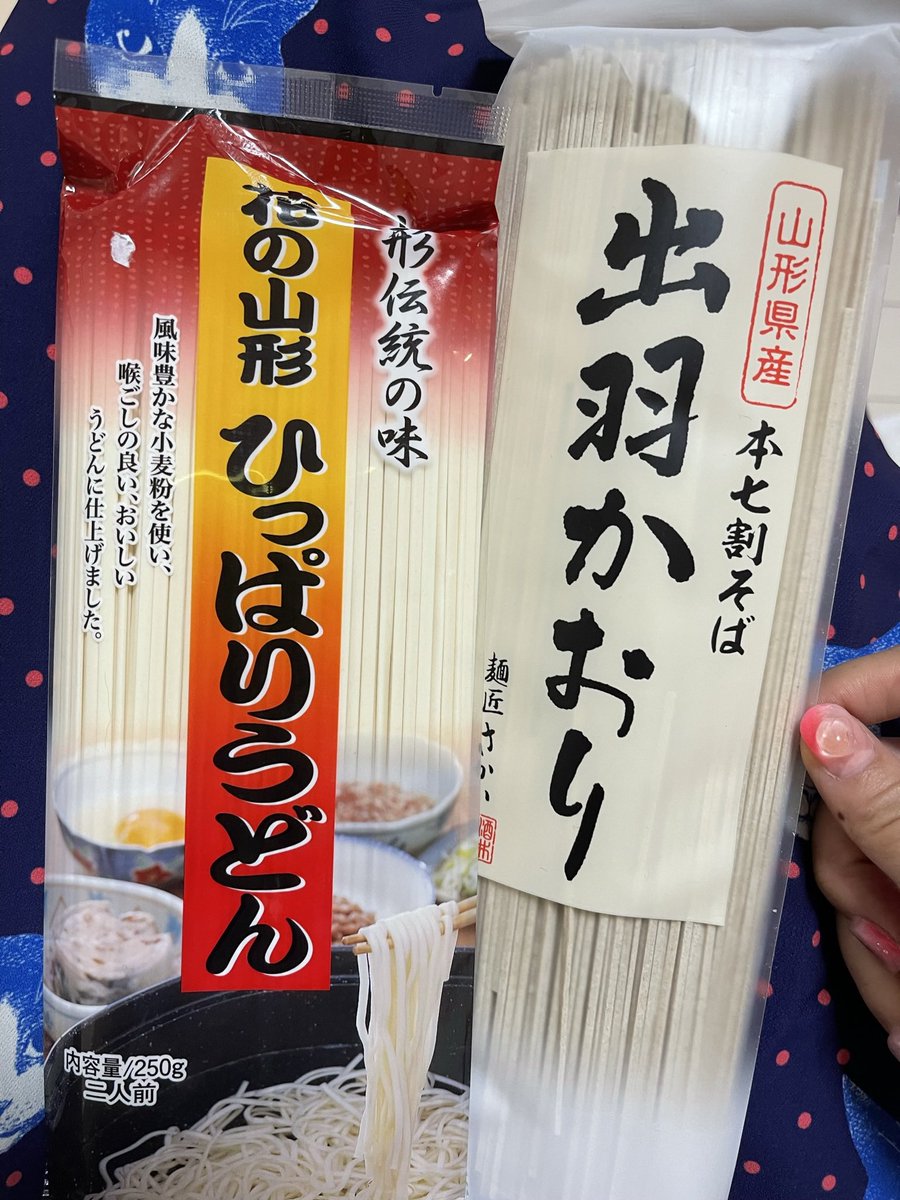 形伝統の味
花の山形
ひっぱりうどん
風味豊かな小麦粉を使い、
喉ごしの良い、おいしい
うどんに仕上げました。
内容量/250g
二人前
山形県産
本七割そば
出羽かおり
麺匠さかい